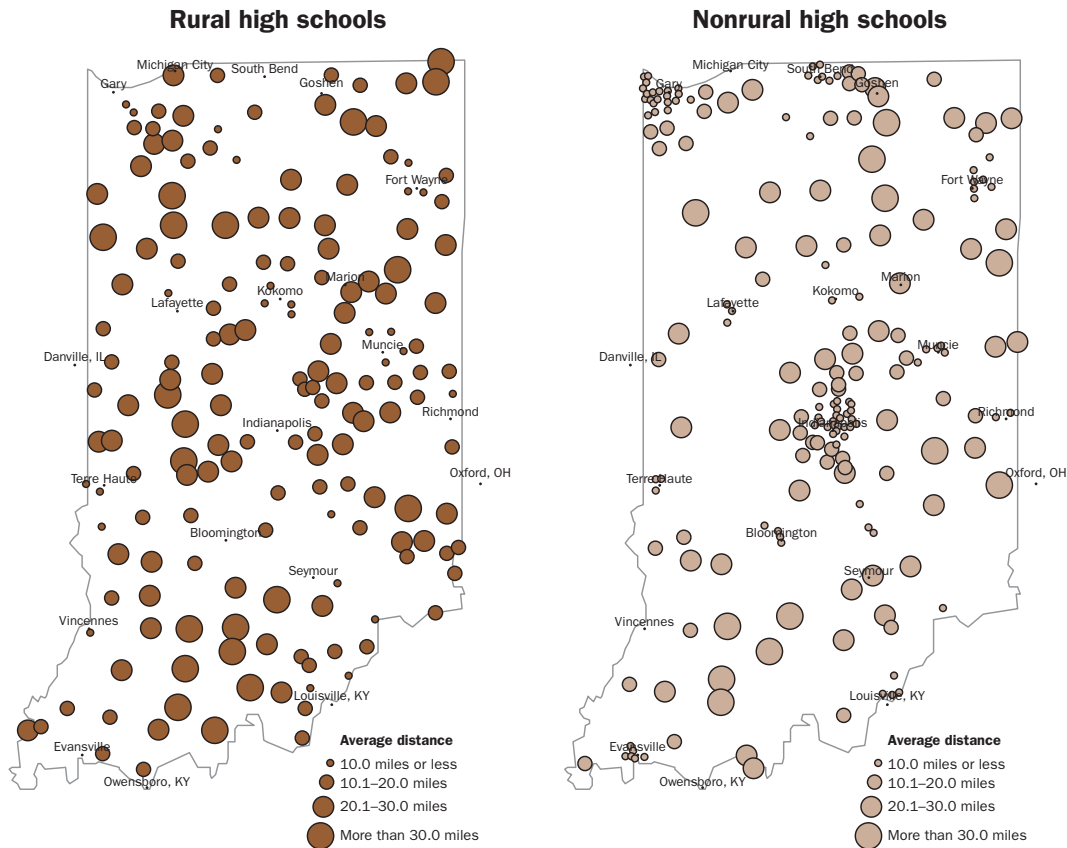 Rural high schools
Michigan City
South Bend
Gary
Goshen
Fort Wayne
Marion
Kokomo
Lafayette
Muncie
Danville, IL
Richmond
Indianapolis
Oxford, OH
Terre Haute
Bloomington
Seymour
Vincennes
Louisville, KY
Evansville
Owensboro, KY
Average distance
10.0 miles or less
10.1–20.0 miles
20.1–30.0 miles
More than 30.0 miles
Nonrural high schools
Michigan City
South Bend
Gary
Goshen
Fort Wayne
Marion
Kokomo
Lafayette
Muncie
Danville, IL
Richmond
Indianapolis
Oxford, OH
Terre Haute
Bloomington
Seymour
Vincennes
Louisville, KY
Evansville
Owensboro, KY
Average distance
10.0 miles or less
10.1–20.0 miles
20.1–30.0 miles
More than 30.0 miles